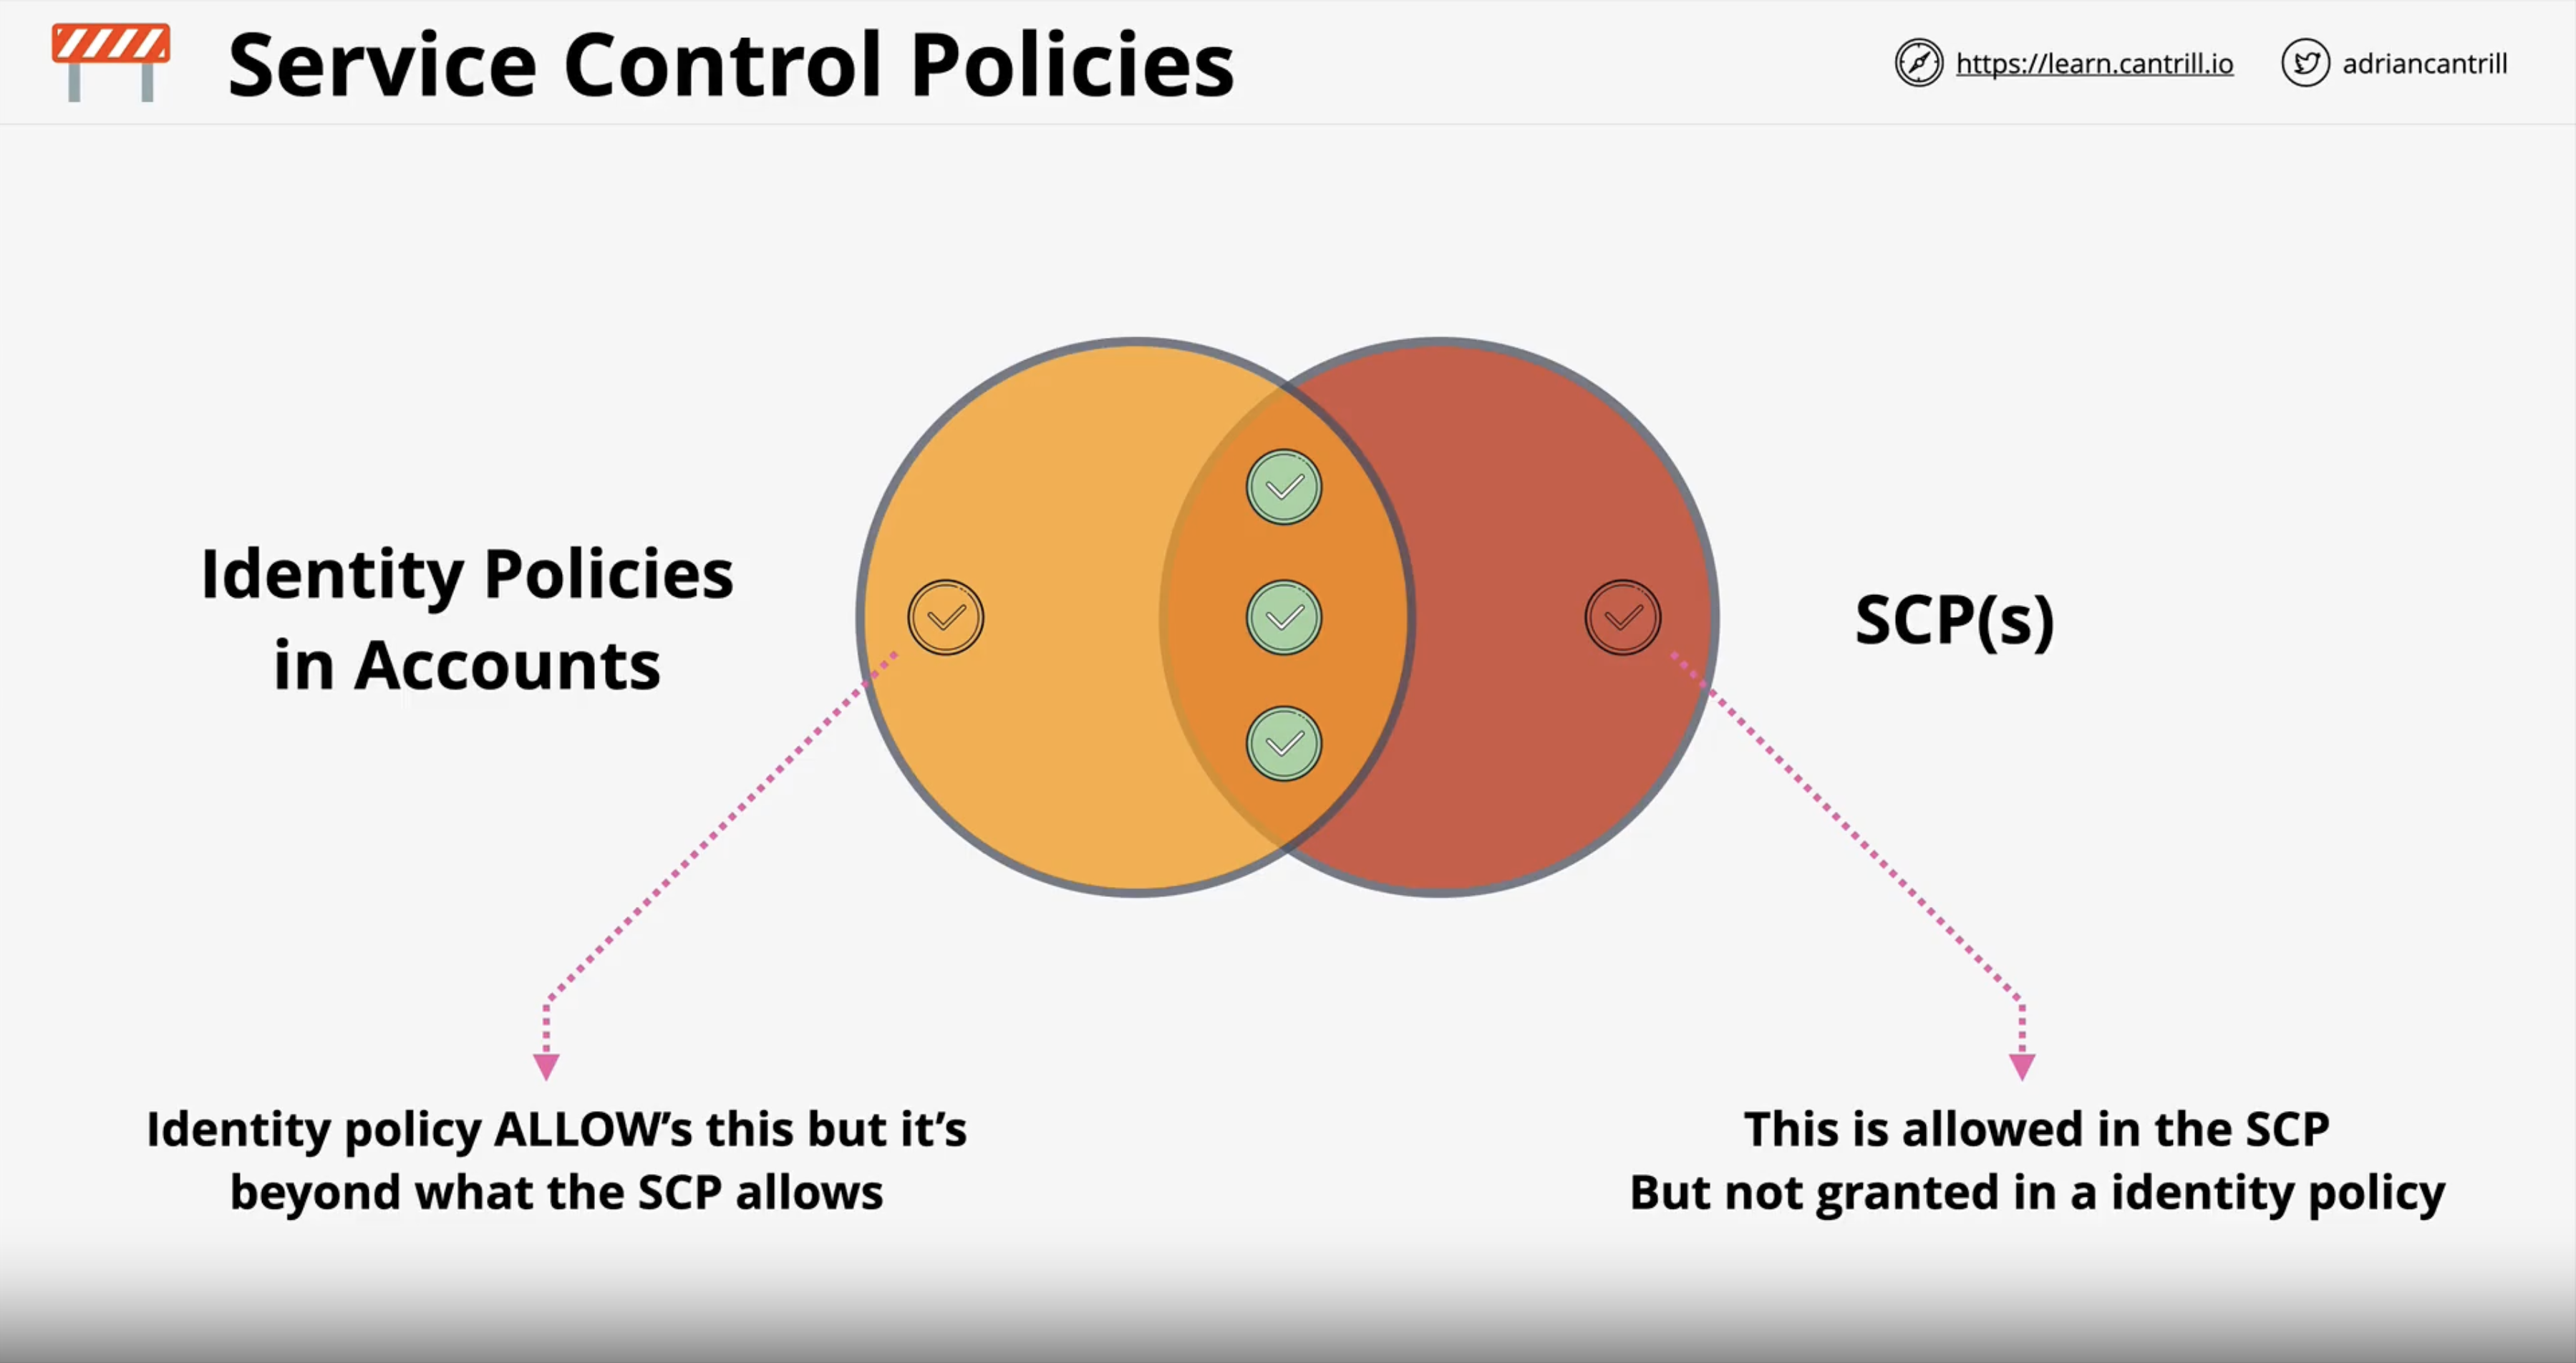 Service Control Policies
https://learn.cantrill.io
adriancantrill
Identity Policies
in Accounts
SCP(s)
Identity policy ALLOW’s this but it’s
beyond what the SCP allows
This is allowed in the SCP
But not granted in a identity policy